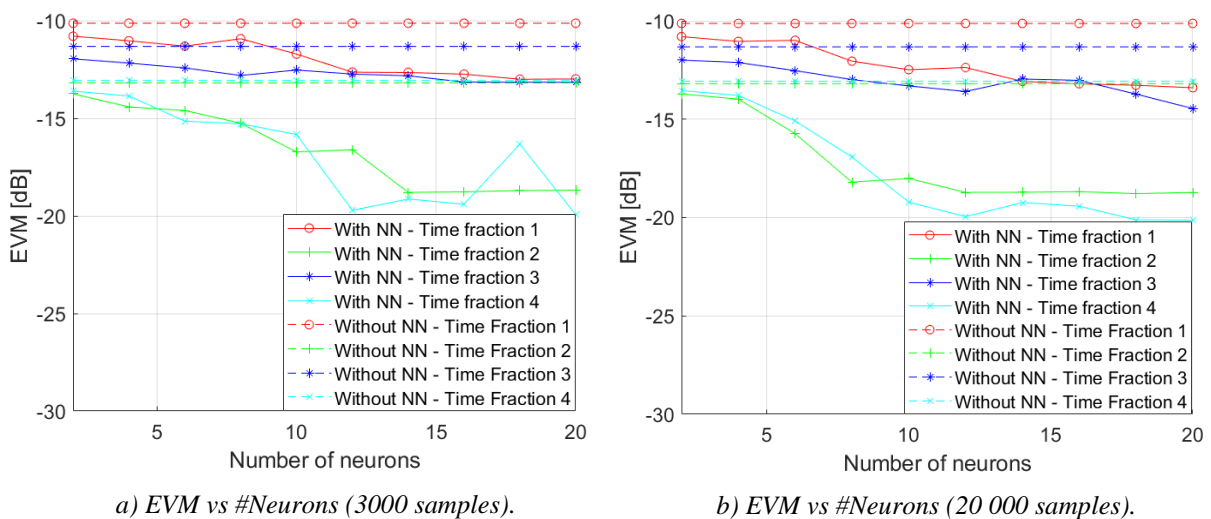 -10
-15
-20
-25
-30
EVM [dB]
5
10
15
20
Number of neurons
With NN - Time fraction 1
With NN - Time fraction 2
With NN - Time fraction 3
With NN - Time fraction 4
Without NN - Time Fraction 1
Without NN - Time Fraction 2
Without NN - Time Fraction 3
Without NN - Time Fraction 4
a) EVM vs #Neurons (3000 samples).
-10
-15
-20
-25
-30
EVM [dB]
5
10
15
20
Number of neurons
With NN - Time fraction 1
With NN - Time fraction 2
With NN - Time fraction 3
With NN - Time fraction 4
Without NN - Time Fraction 1
Without NN - Time Fraction 2
Without NN - Time Fraction 3
Without NN - Time Fraction 4
b) EVM vs #Neurons (20 000 samples).